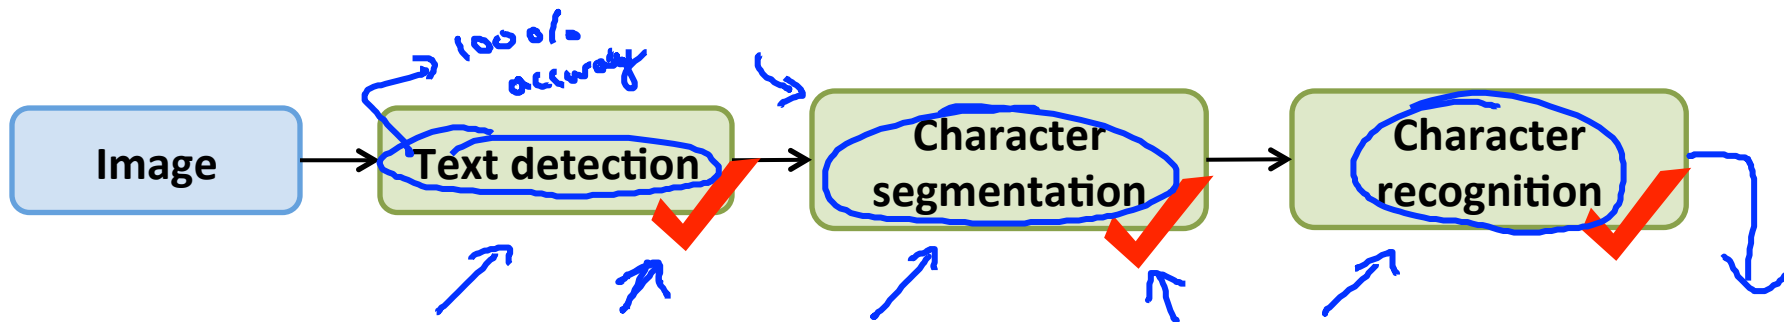 100%
accuracy
Image
Text detection
Character
segmentation
Character
recognition